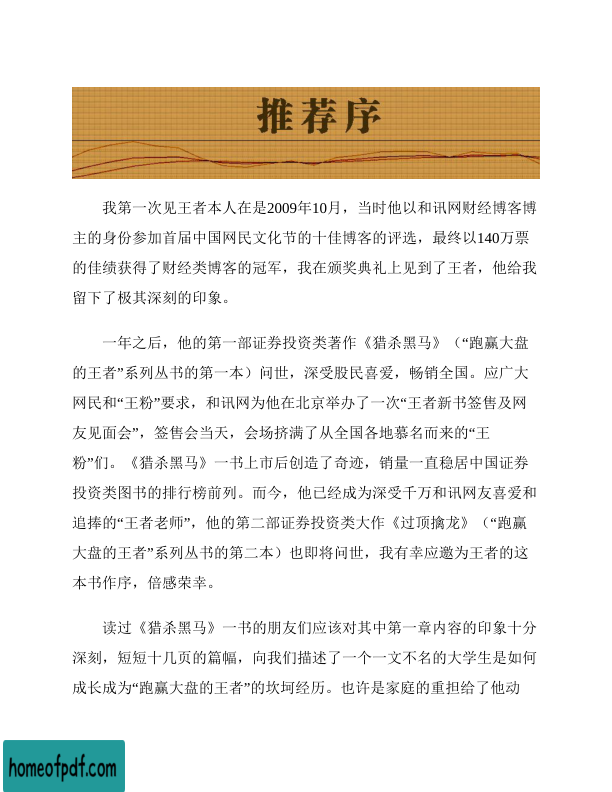 推荐序
我第一次见王者本人在是2009年10月，当时他以和讯网财经博客博
主的身份参加首届中国网民文化节的十佳博客的评选，最终以140万票
的佳绩获得了财经类博客的冠军，我在颁奖典礼上见到了王者，他给我
留下了极其深刻的印象。
一年之后，他的第一部证券投资类著作《猎杀黑马》（“跑赢大盘
的王者”系列丛书的第一本）问世，深受股民喜爱，畅销全国。应广大
网民和“王粉”要求，和讯网为他在北京举办了一次“王者新书签售及网
友见面会”，签售会当天，会场挤满了从全国各地慕名而来的“王
粉”们。《猎杀黑马》一书上市后创造了奇迹，销量一直稳居中国证券
投资类图书的排行榜前列。而今，他已经成为深受千万和讯网友喜爱和
追捧的“王者老师”，他的第二部证券投资类大作《过顶擒龙》（“跑赢
大盘的王者”系列丛书的第二本）也即将问世，我有幸应邀为王者的这
本书作序，倍感荣幸。
读过《猎杀黑马》一书的朋友们应该对其中第一章内容的印象十分
深刻，短短十几页的篇幅，向我们描述了一个一文不名的大学生是如何
成长成为“跑赢大盘的王者”的坎坷经历。也许是家庭的重担给了他动
homeofpdf.com